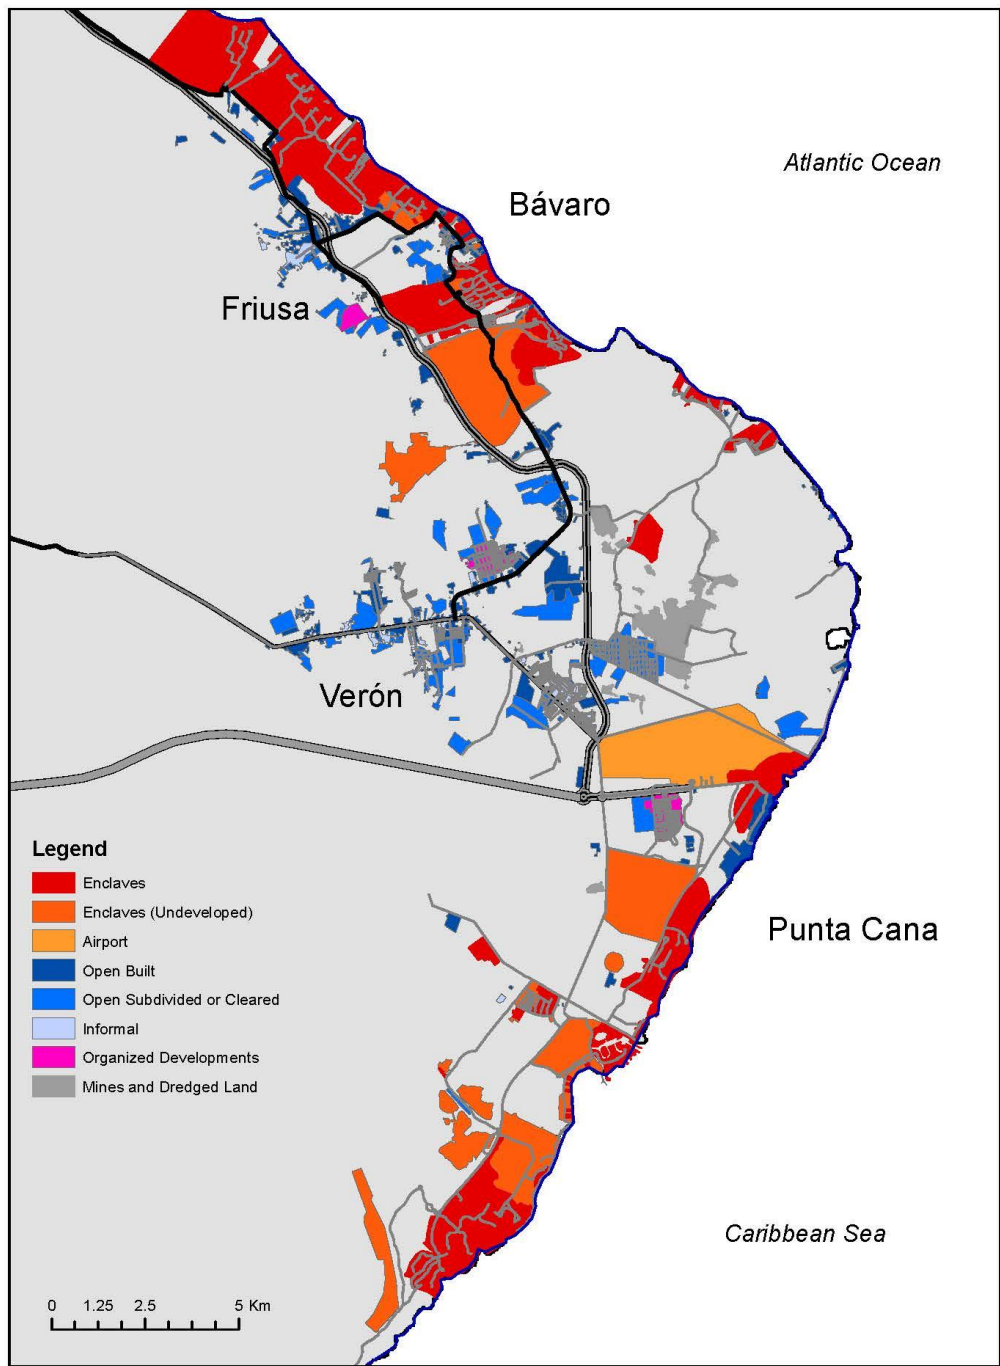 Atlantic Ocean
Bávaro
Friusa
Verón
Legend
Enclaves
Enclaves (Undeveloped)
Airport
Open Built
Open Subdivided or Cleared
Informal
Organized Developments
Mines and Dredged Land
Punta Cana
Caribbean Sea
0 1.25 2.5 5 Km